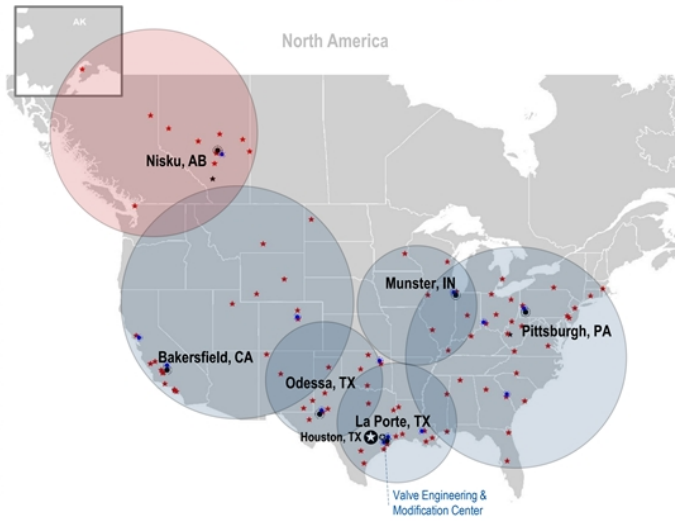 AK
North America
Nisku, AB
Munster, IN
Pittsburgh, PA
Bakersfield, CA
Odessa, TX
La Porte, TX
Houston, TX
Valve Engineering &
Modification Center